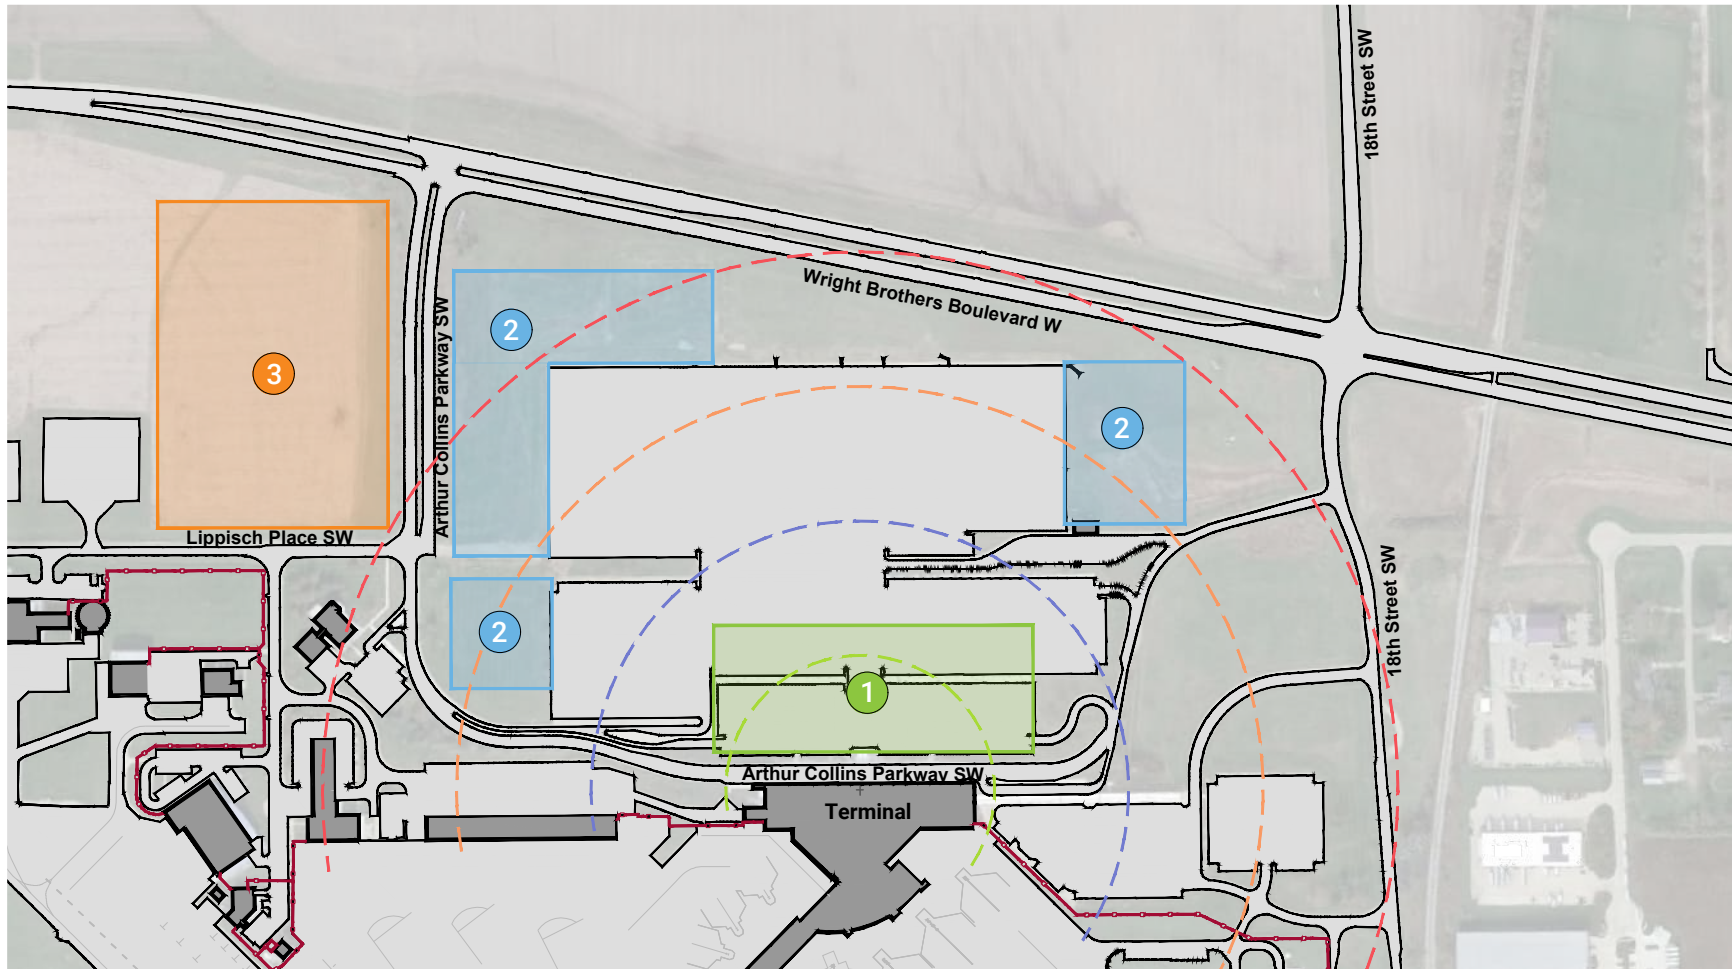 18th Street SW
Wright Brothers Boulevard W
Arthur Collins Parkway SW
2
3
2
Lippisch Place SW
18th Street SW
2
1
Arthur Collins Parkway SW
Terminal